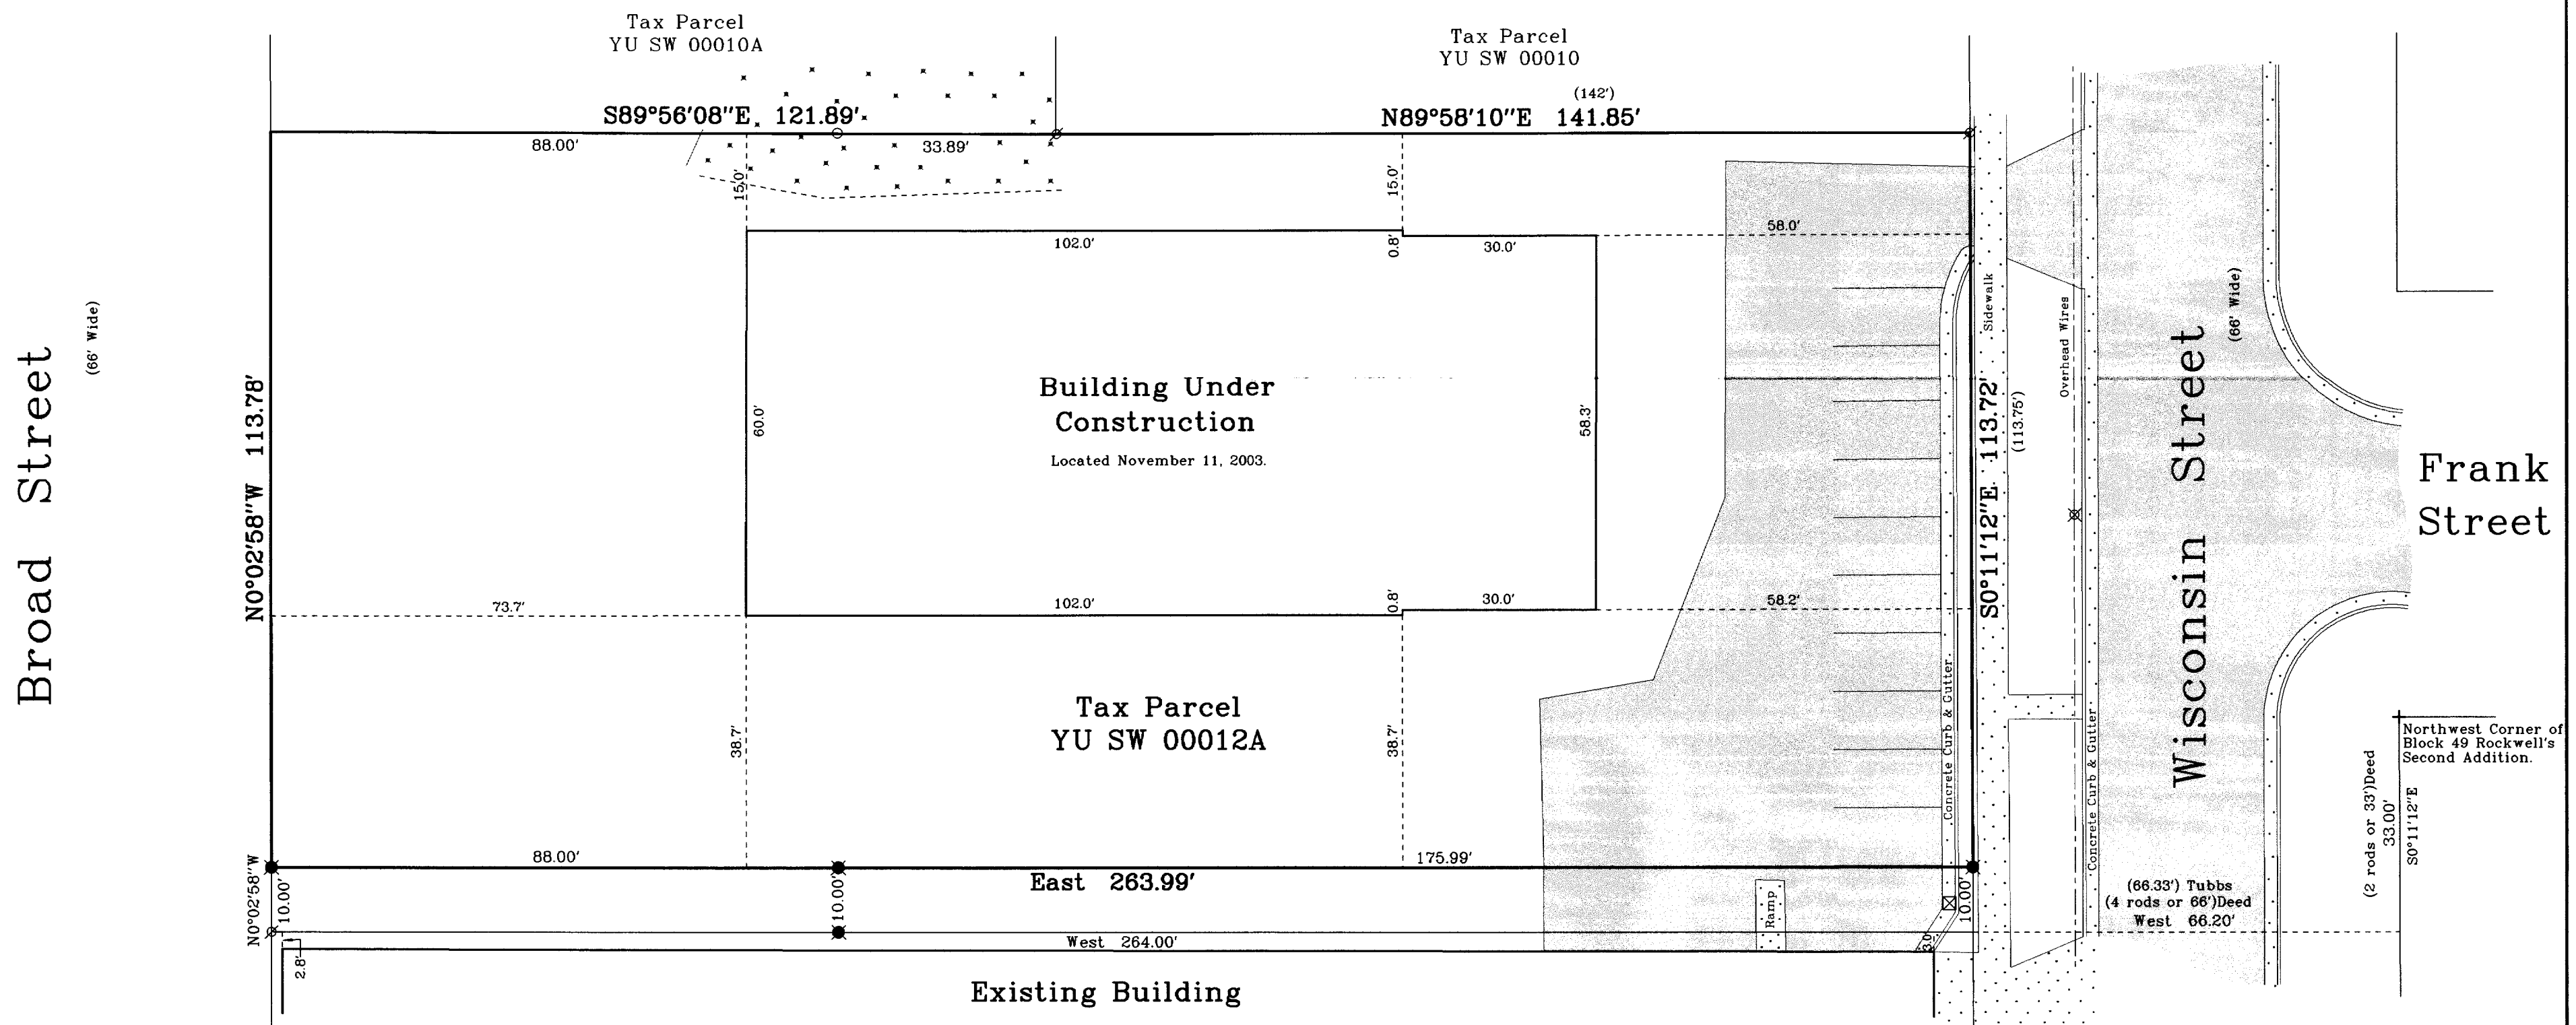 Tax Parcel
YU SW 00010A
Tax Parcel
YU SW 00010
(142')
S89°56'08"E 121.89'
N89°58'10"E 141.85'
88.00'
33.89'
15.0'
15.0'
58.0'
102.0'
0.8'
30.0'
Broad Street
(66' Wide)
N0°02'58"W 113.78'
60.0'
Building Under
Construction
Located November 11, 2003.
58.3'
Sidewalk
Overhead Wires
S0°11'12"E 113.72'
(113.75')
Wisconsin Street
(66' Wide)
Frank
Street
73.7'
102.0'
0.8'
30.0'
58.2'
38.7'
Tax Parcel
YU SW 00012A
38.7'
Concrete Curb & Gutter
Concrete Curb & Gutter
Northwest Corner of
Block 49 Rockwell's
Second Addition.
(2 rods or 33')Deed
33.00'
S0°11'12"E
88.00'
175.99'
East 263.99'
N0°02'58"W
10.00'
10.00'
Ramp
10.00'
(66.33') Tubbs
(4 rods or 66')Deed
West 66.20'
West 264.00'
2.8'
3.0'
Existing Building